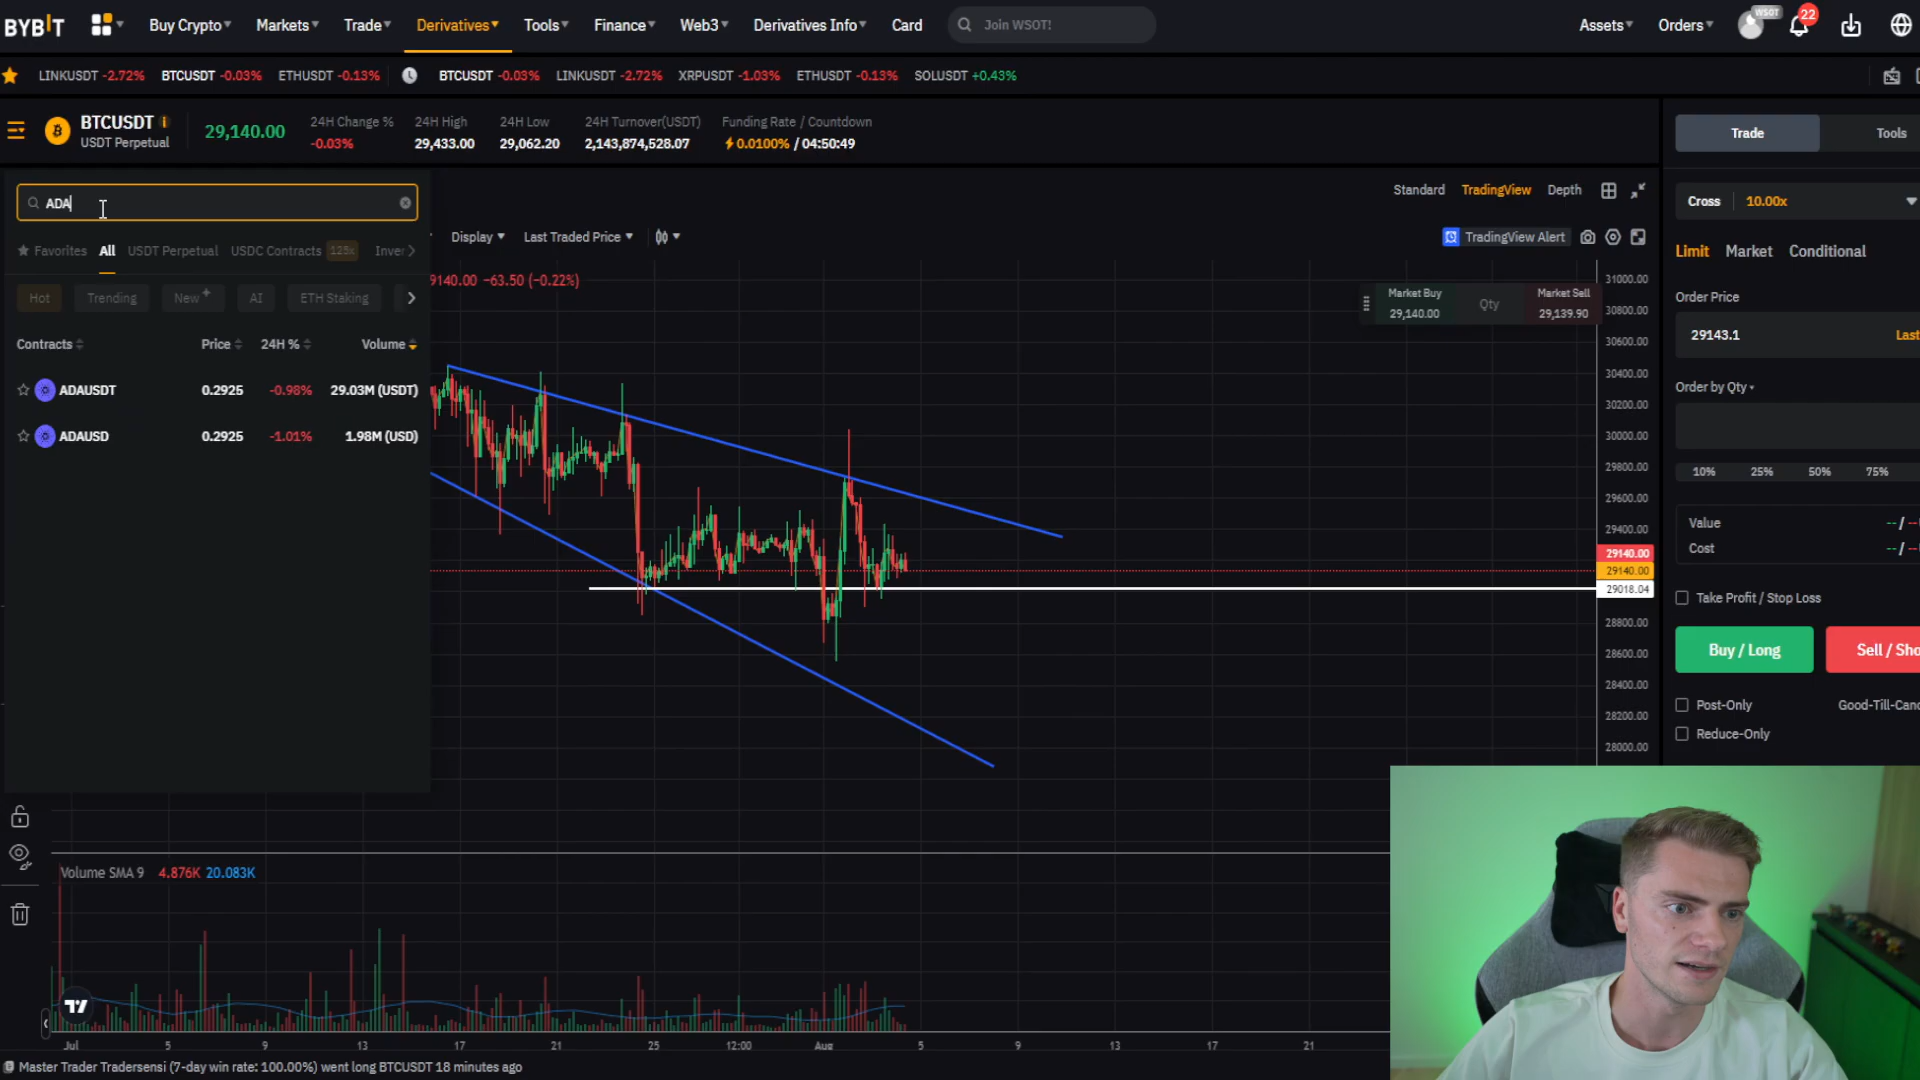 BYBIT Buy Crypto Markets Trade Derivatives Tools Finance Web3 Derivatives Info Card Join WSOT! Assets Orders WSOT 22
LINKUSDT -2.72% BTCUSDT -0.03% ETHUSDT -0.13% BTCUSDT -0.03% LINKUSDT -2.72% XRPUSDT -1.03% ETHUSDT -0.13% SOLUSDT +0.43%
BTCUSDT 24H Change % 24H High 24H Low 24H Turnover(USDT) Funding Rate / Countdown
USDT Perpetual 29,140.00 -0.03% 29,433.00 29,062.20 2,143,874,528.07 0.0100% / 04:50:49
Trade Tools
ADA
Standard TradingView Depth
Cross 10.00x
Display Last Traded Price TradingView Alert
Favorites All USDT Perpetual USDC Contracts 125x Inver
Limit Market Conditional
9140.00 -63.50 (-0.22%)
31000.00
Hot Trending New AI ETH Staking
Market Buy Qty Market Sell
29,140.00 29,139.90
Order Price
30800.00
29143.1 Last
Contracts Price 24H % Volume
30600.00
30400.00
ADAUSDT 0.2925 -0.98% 29.03M (USDT)
Order by Qty
30200.00
ADAUSD 0.2925 -1.01% 1.98M (USD)
30000.00
29800.00
10% 25% 50% 75%
29600.00
29400.00
Value -- / --
Cost -- / --
29140.00
29140.00
29018.04
Take Profit / Stop Loss
28800.00
28600.00
Buy / Long Sell / Sho
28400.00
28200.00
Post-Only Good-Till-Canc
Reduce-Only
28000.00
Volume SMA 9 4.876K 20.083K
Jul 5 9 13 17 21 25 12:00 Aug 5 9 13 17 21
Master Trader Tradersensi (7-day win rate: 100.00%) went long BTCUSDT 18 minutes ago